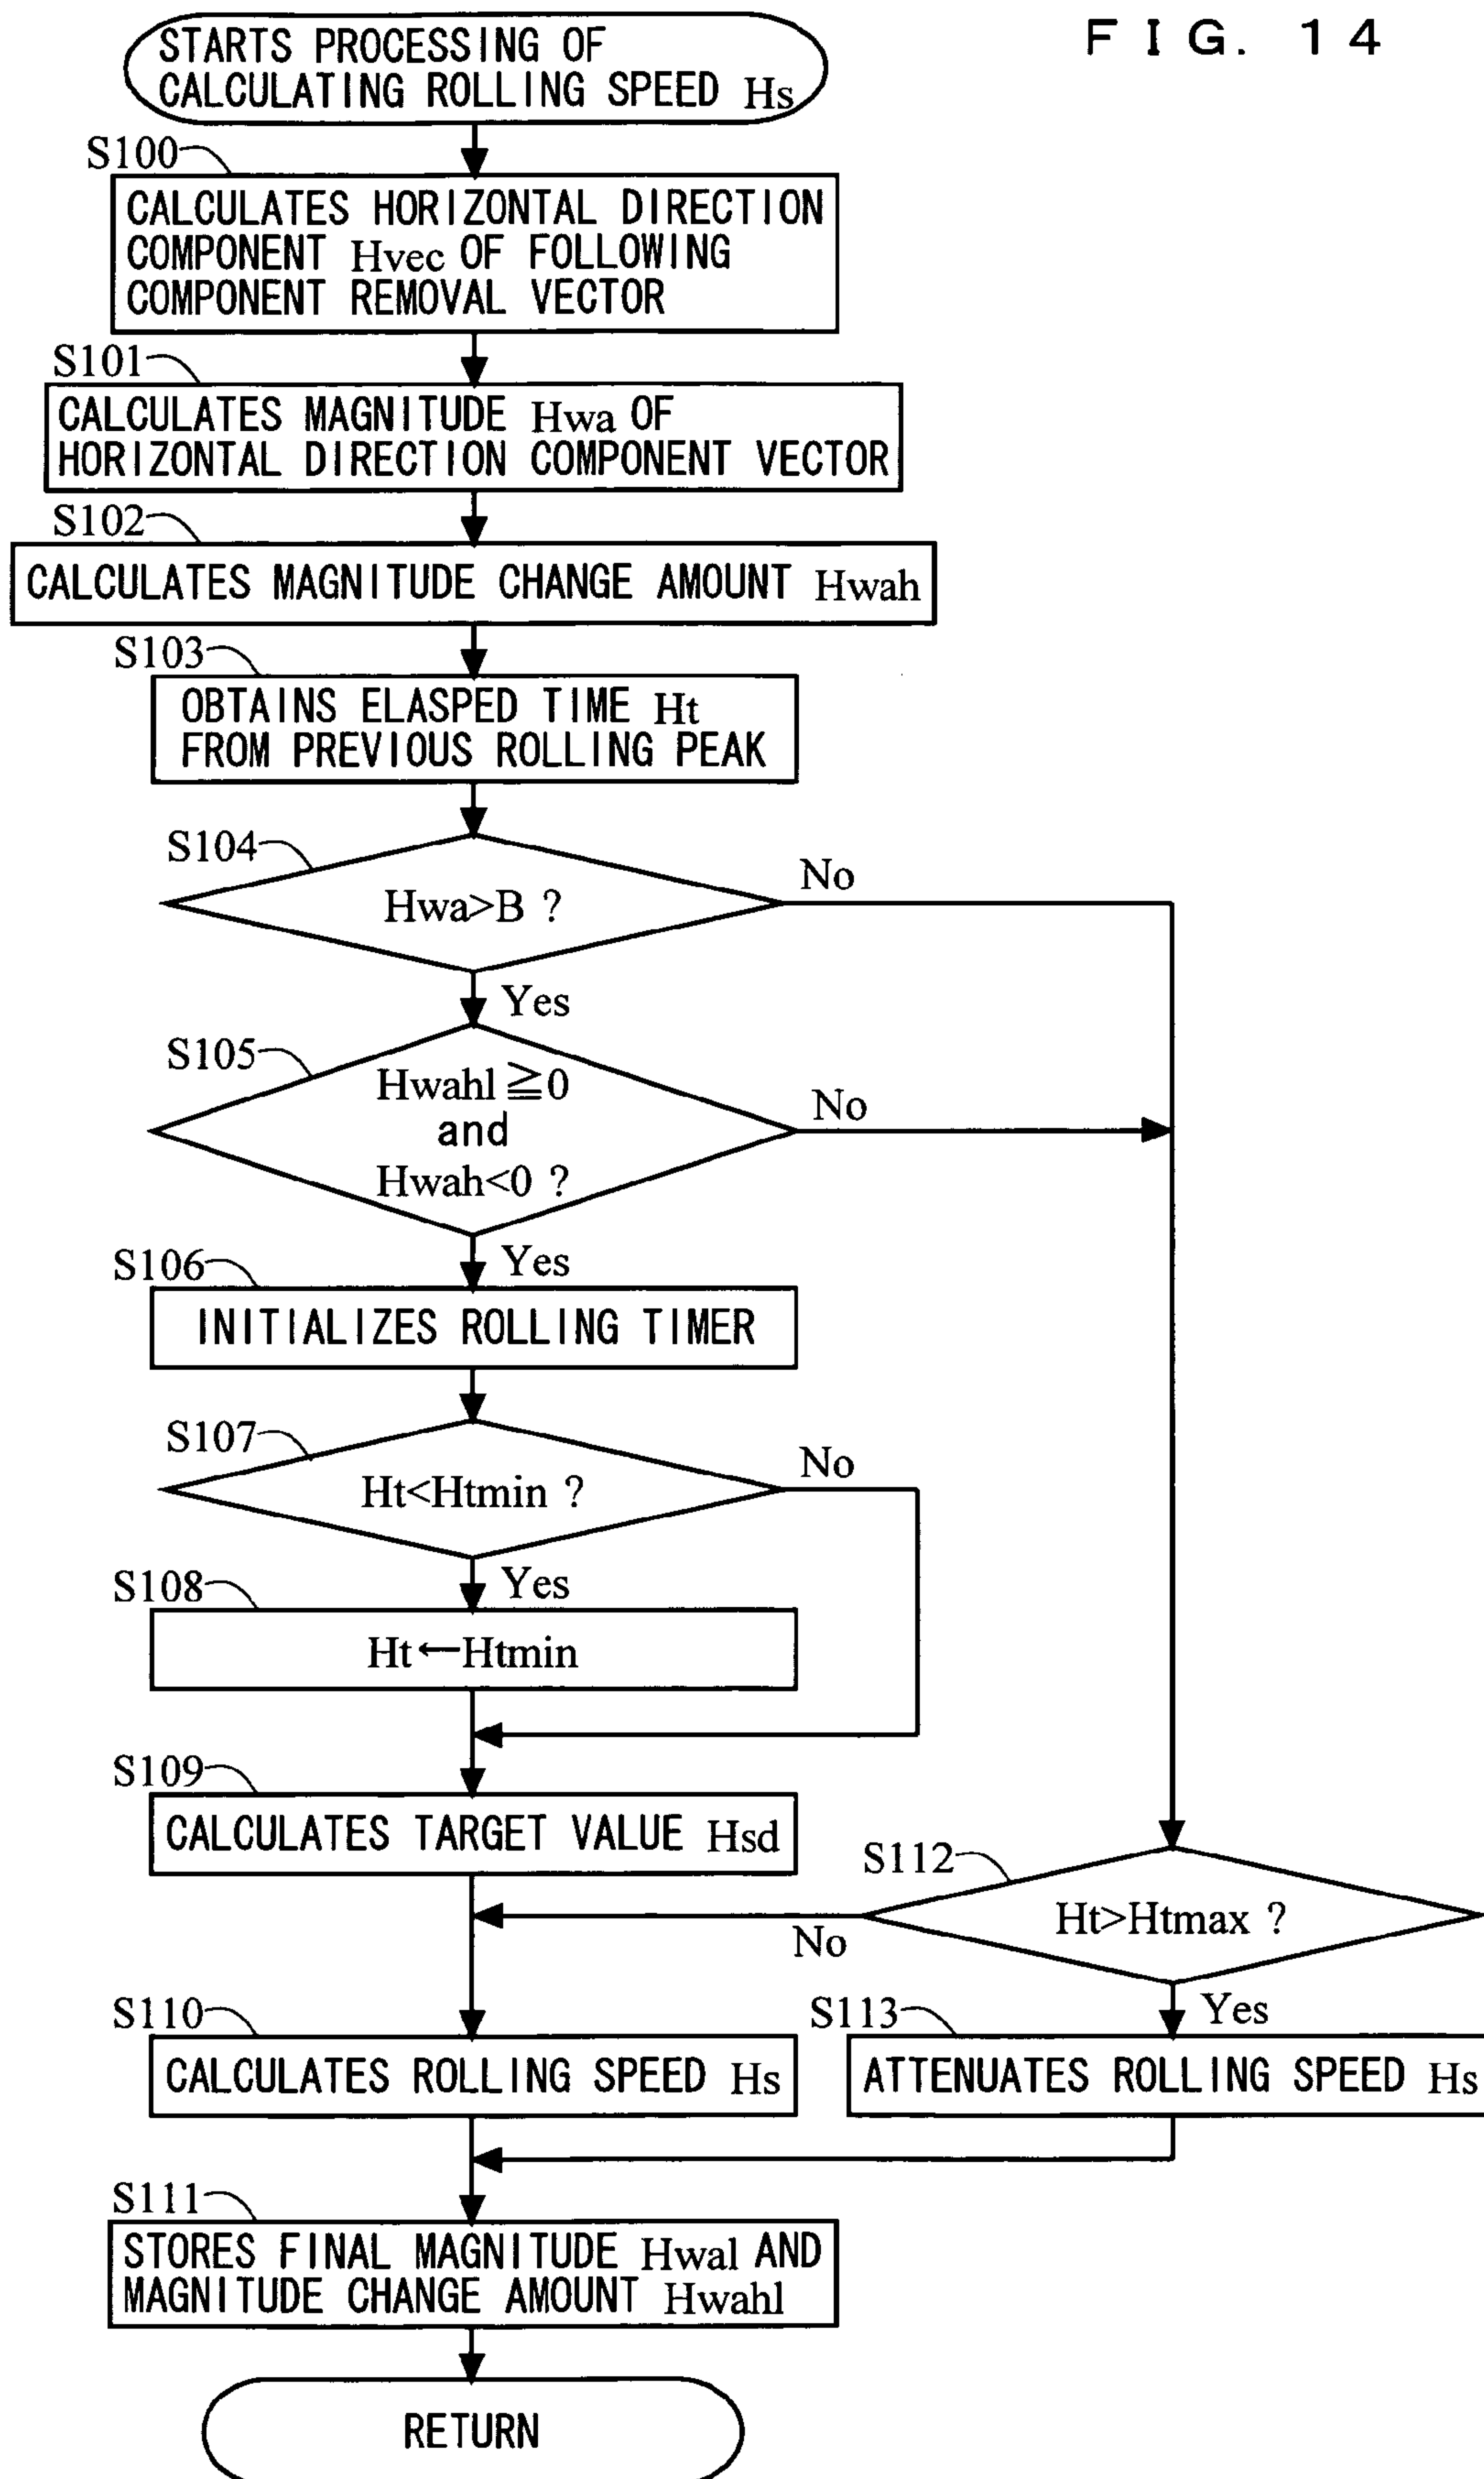 FIG. 14
STARTS PROCESSING OF
CALCULATING ROLLING SPEED Hs
S100
CALCULATES HORIZONTAL DIRECTION
COMPONENT Hvec OF FOLLOWING
COMPONENT REMOVAL VECTOR
S101
CALCULATES MAGNITUDE Hwa OF
HORIZONTAL DIRECTION COMPONENT VECTOR
S102
CALCULATES MAGNITUDE CHANGE AMOUNT Hwah
S103
OBTAINS ELASPED TIME Ht
FROM PREVIOUS ROLLING PEAK
S104
Hwa>B ?
No
Yes
S105
Hwahl ≧0
and
Hwah<0 ?
No
Yes
S106
INITIALIZES ROLLING TIMER
S107
Ht<Htmin ?
No
Yes
S108
Ht←Htmin
S109
CALCULATES TARGET VALUE Hsd
S112
Ht>Htmax ?
No
Yes
S110
CALCULATES ROLLING SPEED Hs
S113
ATTENUATES ROLLING SPEED Hs
S111
STORES FINAL MAGNITUDE Hwal AND
MAGNITUDE CHANGE AMOUNT Hwahl
RETURN